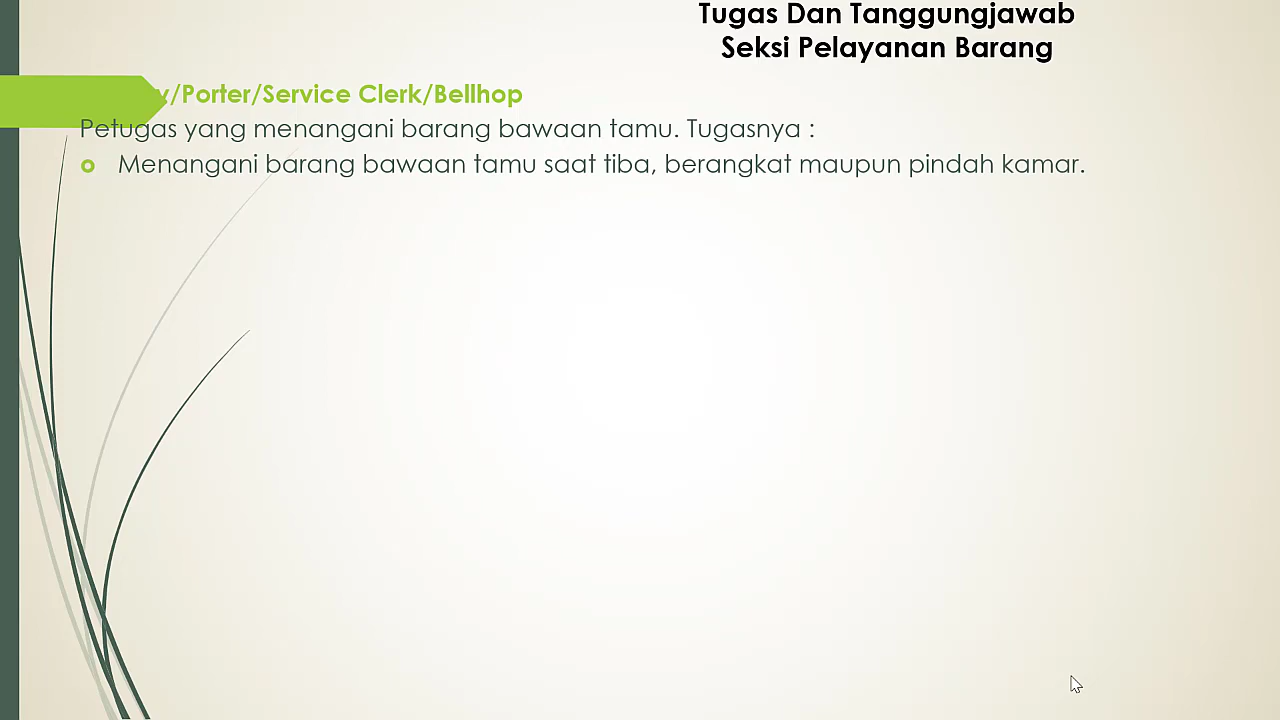 Tugas Dan Tanggungjawab
Seksi Pelayanan Barang
/Porter/Service Clerk/Bellhop
Petugas yang menangani barang bawaan tamu. Tugasnya :
Menangani barang bawaan tamu saat tiba, berangkat maupun pindah kamar.